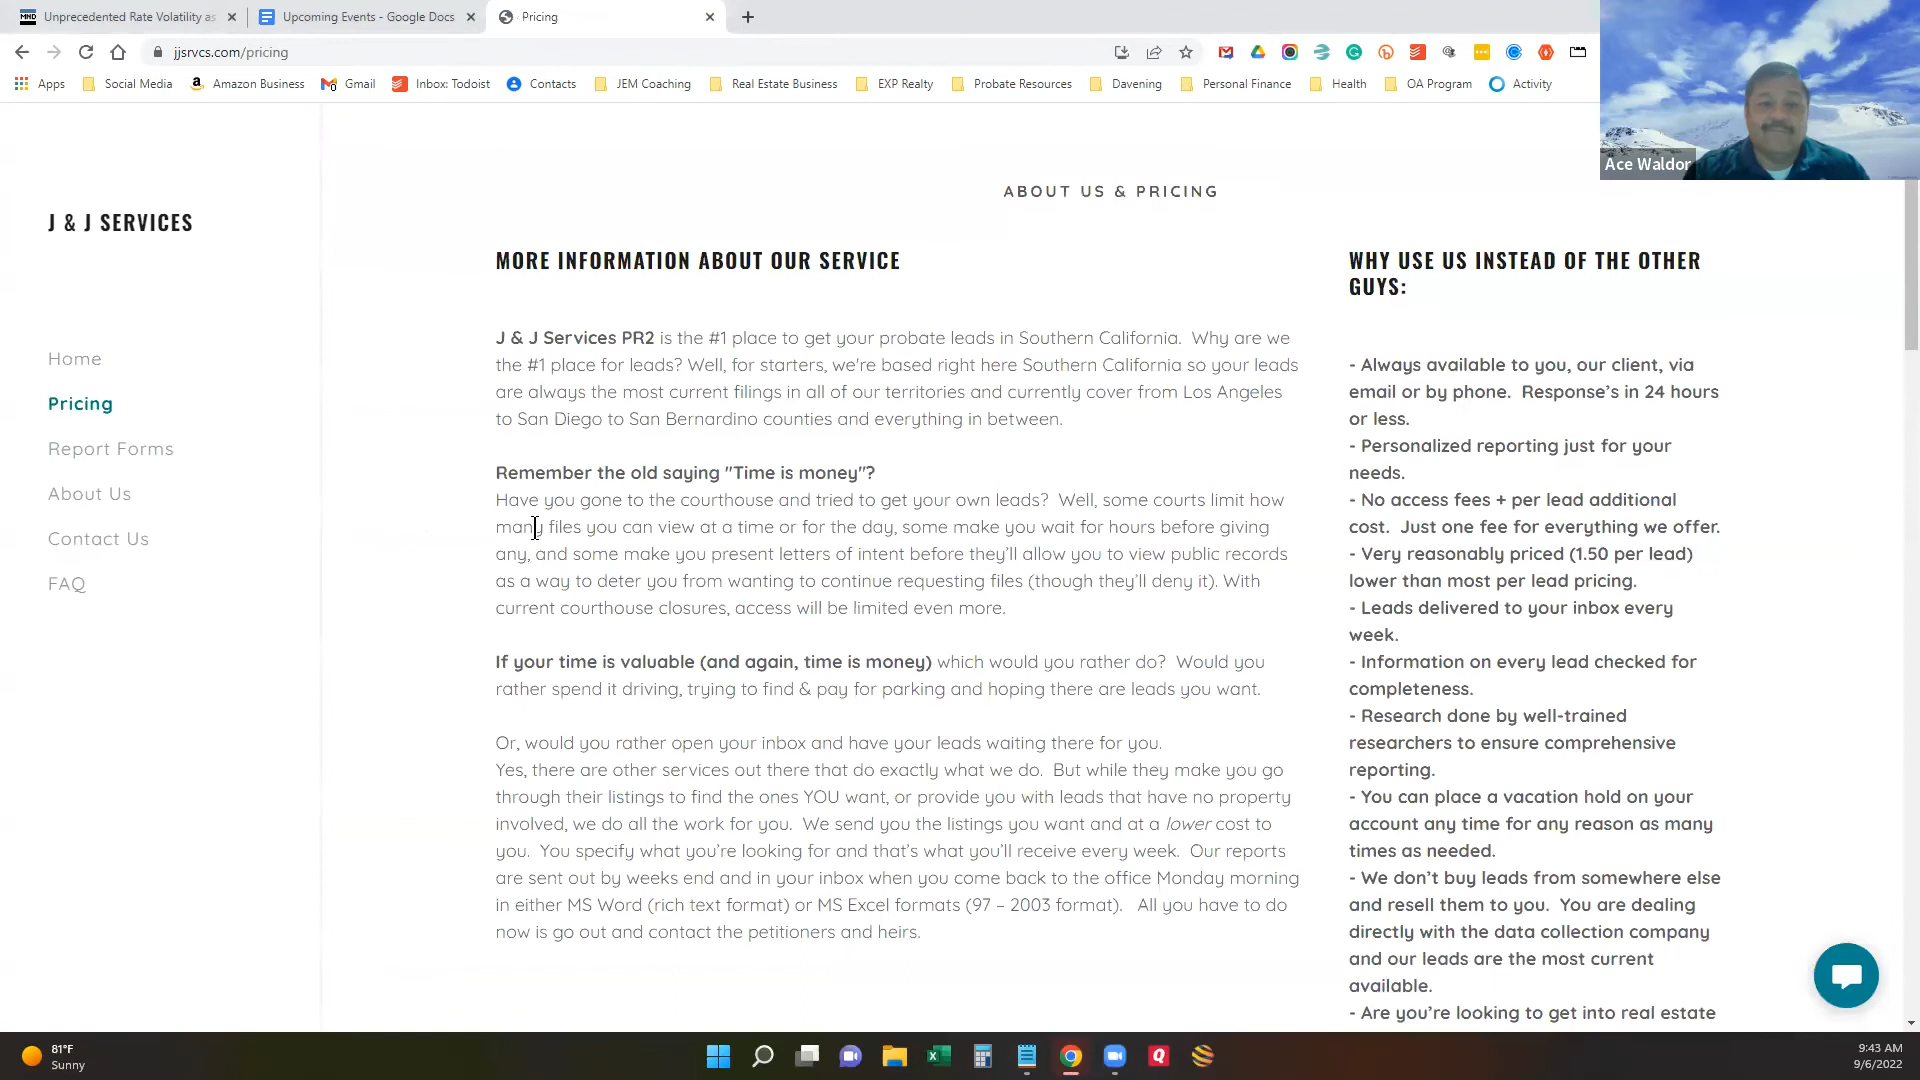 Unprecedented Rate Volatility as
Upcoming Events - Google Docs
Pricing
jjsrvcs.com/pricing
Apps
Social Media
Amazon Business
Gmail
Inbox: Todoist
Contacts
JEM Coaching
Real Estate Business
EXP Realty
Probate Resources
Davening
Personal Finance
Health
OA Program
Activity
Ace Waldor
J & J SERVICES
Home
Pricing
Report Forms
About Us
Contact Us
FAQ
ABOUT US & PRICING
MORE INFORMATION ABOUT OUR SERVICE
J & J Services PR2 is the #1 place to get your probate leads in Southern California. Why are we
the #1 place for leads? Well, for starters, we're based right here Southern California so your leads
are always the most current filings in all of our territories and currently cover from Los Angeles
to San Diego to San Bernardino counties and everything in between.
Remember the old saying "Time is money"?
Have you gone to the courthouse and tried to get your own leads? Well, some courts limit how
many files you can view at a time or for the day, some make you wait for hours before giving
any, and some make you present letters of intent before they'll allow you to view public records
as a way to deter you from wanting to continue requesting files (though they'll deny it). With
current courthouse closures, access will be limited even more.
If your time is valuable (and again, time is money) which would you rather do? Would you
rather spend it driving, trying to find & pay for parking and hoping there are leads you want.
Or, would you rather open your inbox and have your leads waiting there for you.
Yes, there are other services out there that do exactly what we do. But while they make you go
through their listings to find the ones YOU want, or provide you with leads that have no property
involved, we do all the work for you. We send you the listings you want and at a lower cost to
you. You specify what you're looking for and that's what you'll receive every week. Our reports
are sent out by weeks end and in your inbox when you come back to the office Monday morning
in either MS Word (rich text format) or MS Excel formats (97 – 2003 format). All you have to do
now is go out and contact the petitioners and heirs.
WHY USE US INSTEAD OF THE OTHER
GUYS:
- Always available to you, our client, via
email or by phone. Response's in 24 hours
or less.
- Personalized reporting just for your
needs.
- No access fees + per lead additional
cost. Just one fee for everything we offer.
- Very reasonably priced (1.50 per lead)
lower than most per lead pricing.
- Leads delivered to your inbox every
week.
- Information on every lead checked for
completeness.
- Research done by well-trained
researchers to ensure comprehensive
reporting.
- You can place a vacation hold on your
account any time for any reason as many
times as needed.
- We don't buy leads from somewhere else
and resell them to you. You are dealing
directly with the data collection company
and our leads are the most current
available.
- Are you're looking to get into real estate
81°F
Sunny
9:43 AM
9/6/2022